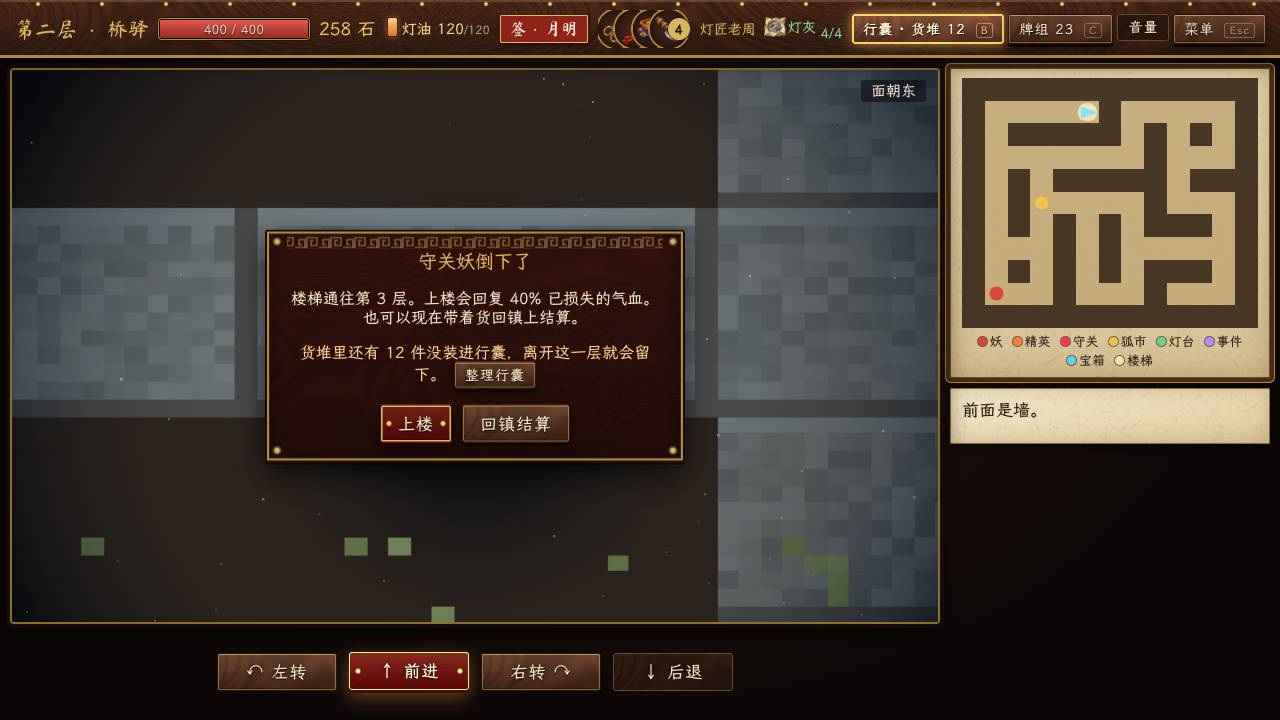 第二层 · 桥驿
400 / 400
258 石
灯油 120/120
签 · 月明
4
灯匠老周
灯灰 4/4
行囊 · 货堆 12 B
牌组 23 C
音量
菜单 Esc
面朝东
守关妖倒下了
楼梯通往第 3 层。上楼会回复 40% 已损失的气血。
也可以现在带着货回镇上结算。
货堆里还有 12 件没装进行囊，离开这一层就会留
下。 整理行囊
上楼 回镇结算
妖 精英 守关 狐市 灯台 事件
宝箱 楼梯
前面是墙。
↶ 左转
↑ 前进
右转 ↷
↓ 后退